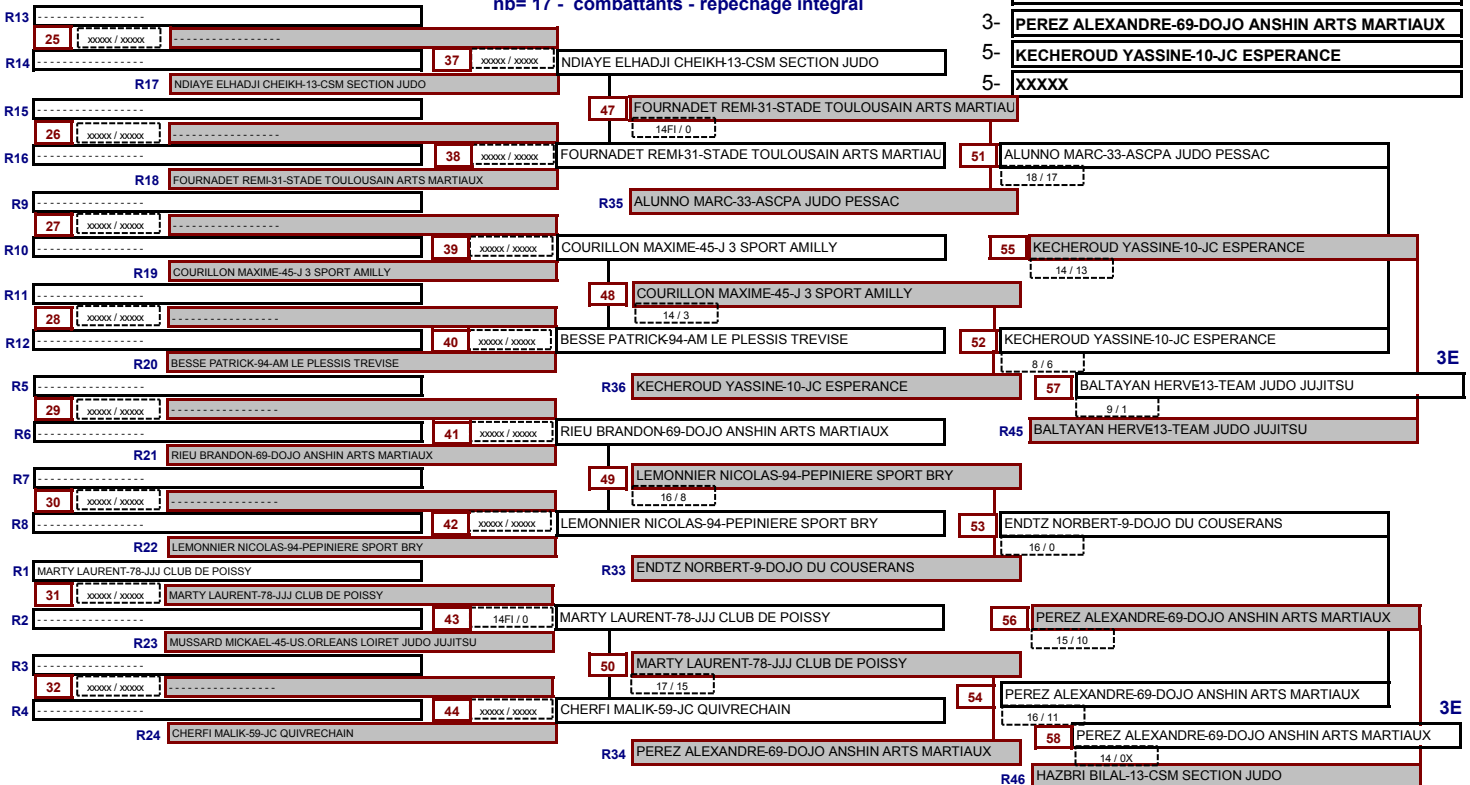 nb= 17 - combattants - repêchage intégral
3- PEREZ ALEXANDRE-69-DOJO ANSHIN ARTS MARTIAUX
5- KECHEROUD YASSINE-10-JC ESPERANCE
5- XXXXX
R13 ----------------
25 xxxxx / xxxxx ----------------
R14 ----------------
37 xxxxx / xxxxx NDIAYE ELHADJI CHEIKH-13-CSM SECTION JUDO
R17 NDIAYE ELHADJI CHEIKH-13-CSM SECTION JUDO
R15 ----------------
47 FOURNADET REMI-31-STADE TOULOUSAIN ARTS MARTIAU
14FI / 0
26 xxxxx / xxxxx ----------------
R16 ----------------
38 xxxxx / xxxxx FOURNADET REMI-31-STADE TOULOUSAIN ARTS MARTIAU
51 ALUNNO MARC-33-ASCPA JUDO PESSAC
18 / 17
R18 FOURNADET REMI-31-STADE TOULOUSAIN ARTS MARTIAUX
R9 ----------------
R35 ALUNNO MARC-33-ASCPA JUDO PESSAC
27 xxxxx / xxxxx ----------------
R10 ----------------
39 xxxxx / xxxxx COURILLON MAXIME-45-J 3 SPORT AMILLY
55 KECHEROUD YASSINE-10-JC ESPERANCE
14 / 13
R19 COURILLON MAXIME-45-J 3 SPORT AMILLY
R11 ----------------
48 COURILLON MAXIME-45-J 3 SPORT AMILLY
14 / 3
28 xxxxx / xxxxx ----------------
R12 ----------------
40 xxxxx / xxxxx BESSE PATRICK-94-AM LE PLESSIS TREVISE
52 KECHEROUD YASSINE-10-JC ESPERANCE
8 / 6
3E
R20 BESSE PATRICK-94-AM LE PLESSIS TREVISE
R5 ----------------
R36 KECHEROUD YASSINE-10-JC ESPERANCE
57 BALTAYAN HERVE13-TEAM JUDO JUJITSU
9 / 1
29 xxxxx / xxxxx ----------------
R6 ----------------
41 xxxxx / xxxxx RIEU BRANDON-69-DOJO ANSHIN ARTS MARTIAUX
R45 BALTAYAN HERVE13-TEAM JUDO JUJITSU
R21 RIEU BRANDON-69-DOJO ANSHIN ARTS MARTIAUX
R7 ----------------
49 LEMONNIER NICOLAS-94-PEPINIERE SPORT BRY
16 / 8
30 xxxxx / xxxxx ----------------
R8 ----------------
42 xxxxx / xxxxx LEMONNIER NICOLAS-94-PEPINIERE SPORT BRY
53 ENDTZ NORBERT-9-DOJO DU COUSERANS
16 / 0
R22 LEMONNIER NICOLAS-94-PEPINIERE SPORT BRY
R1 MARTY LAURENT-78-JJJ CLUB DE POISSY
R33 ENDTZ NORBERT-9-DOJO DU COUSERANS
31 xxxxx / xxxxx MARTY LAURENT-78-JJJ CLUB DE POISSY
R2 ----------------
43 14FI / 0 MARTY LAURENT-78-JJJ CLUB DE POISSY
56 PEREZ ALEXANDRE-69-DOJO ANSHIN ARTS MARTIAUX
15 / 10
R23 MUSSARD MICKAEL-45-US.ORLEANS LOIRET JUDO JUJITSU
R3 ----------------
50 MARTY LAURENT-78-JJJ CLUB DE POISSY
17 / 15
32 xxxxx / xxxxx ----------------
R4 ----------------
44 xxxxx / xxxxx CHERFI MALIK-59-JC QUIVRECHAIN
54 PEREZ ALEXANDRE-69-DOJO ANSHIN ARTS MARTIAUX
16 / 11
3E
R24 CHERFI MALIK-59-JC QUIVRECHAIN
58 PEREZ ALEXANDRE-69-DOJO ANSHIN ARTS MARTIAUX
14 / 0X
R34 PEREZ ALEXANDRE-69-DOJO ANSHIN ARTS MARTIAUX
R46 HAZBRI BILAL-13-CSM SECTION JUDO